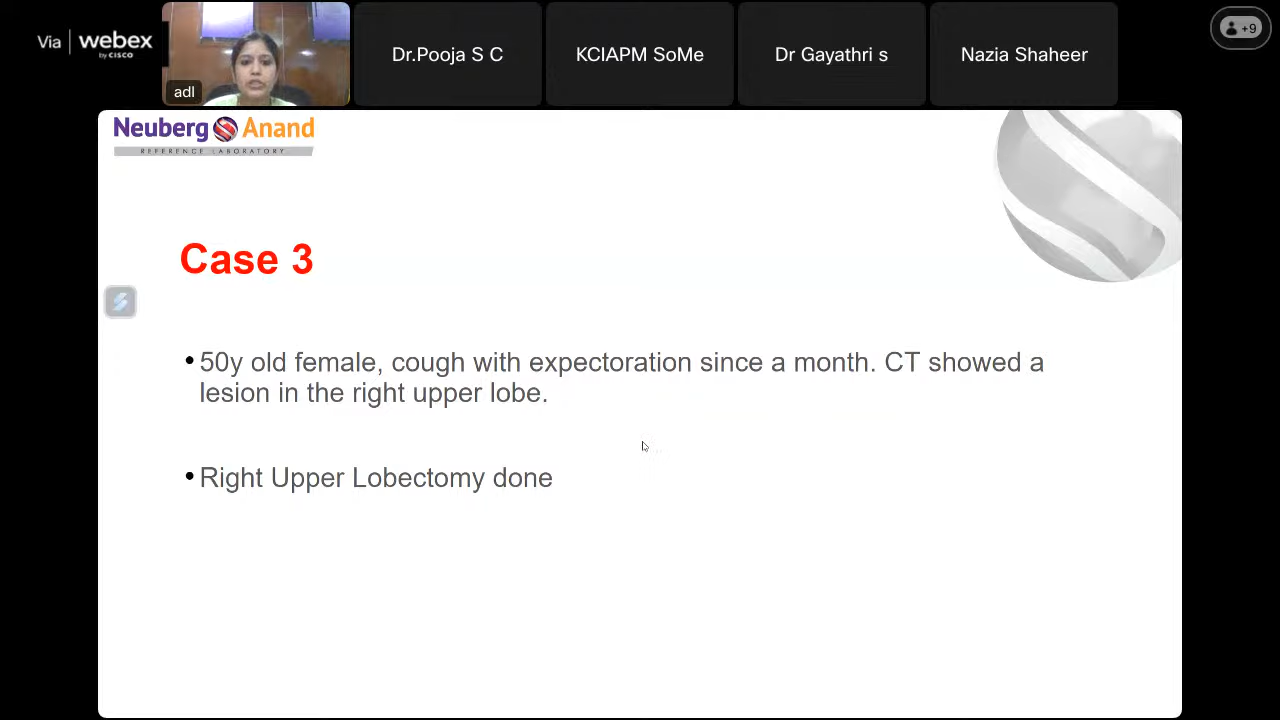 Via webex
by CISCO
adl
Dr.Pooja S C
KCIAPM SoMe
Dr Gayathri s
Nazia Shaheer
+9
Neuberg Anand
REFERENCE LABORATORY
Case 3
•50y old female, cough with expectoration since a month. CT showed a
lesion in the right upper lobe.
•Right Upper Lobectomy done